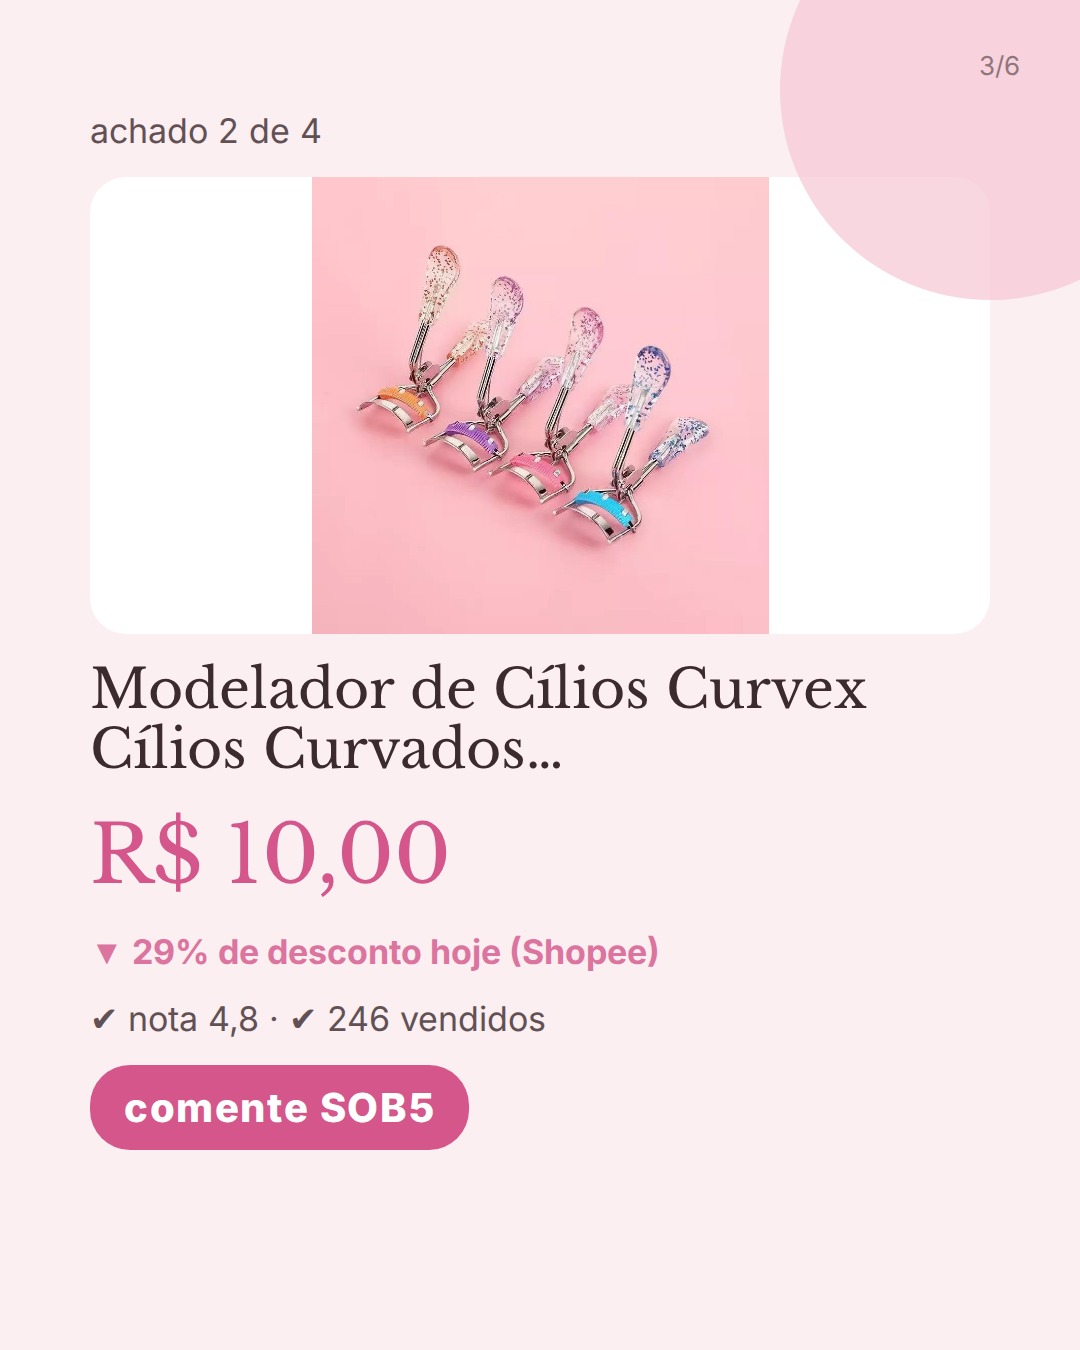 3/6
achado 2 de 4
Modelador de Cílios Curvex
Cílios Curvados...
R$ 10,00
▼ 29% de desconto hoje (Shopee)
✔ nota 4,8 · ✔ 246 vendidos
comente SOB5